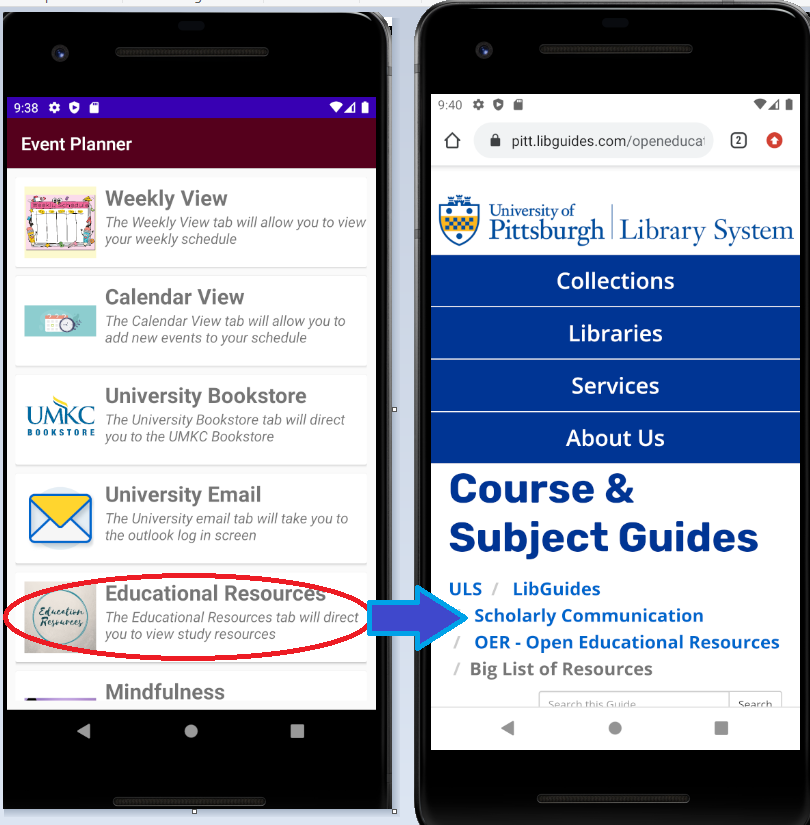 9:38
Event Planner
Weekly Schedule
Weekly View
The Weekly View tab will allow you to view
your weekly schedule
Calendar View
The Calendar View tab will allow you to
add new events to your schedule
UMKC
BOOKSTORE
University Bookstore
The University Bookstore tab will direct
you to the UMKC Bookstore
University Email
The University email tab will take you to
the outlook log in screen
Education
Resources
Educational Resources
The Educational Resources tab will direct
you to view study resources
Mindfulness
9:40
pitt.libguides.com/openeducat
2
University of
Pittsburgh
Library System
Collections
Libraries
Services
About Us
Course &
Subject Guides
ULS / LibGuides
Scholarly Communication
/ OER - Open Educational Resources
/ Big List of Resources
Search this Guide
Search